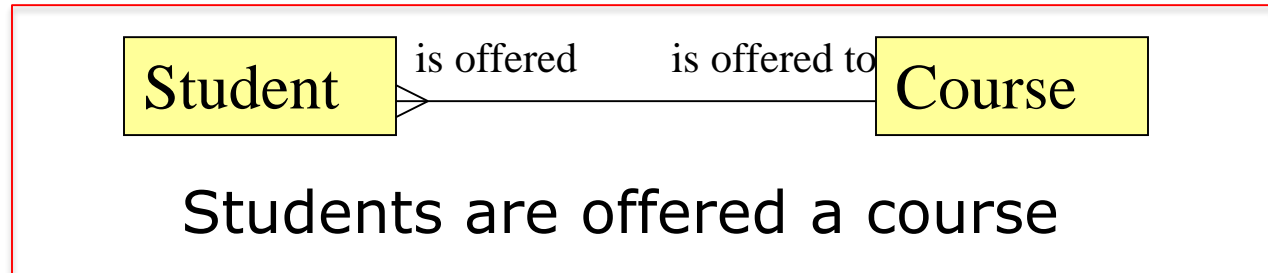 is offered is offered to
Student Course
Students are offered a course